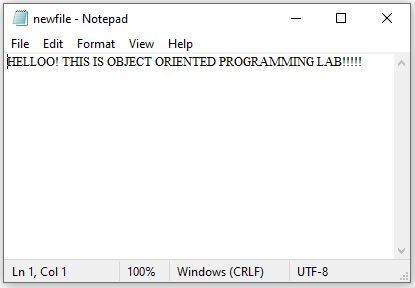 newfile - Notepad
File Edit Format View Help
HELLOO! THIS IS OBJECT ORIENTED PROGRAMMING LAB!!!!!
Ln 1, Col 1 100% Windows (CRLF) UTF-8